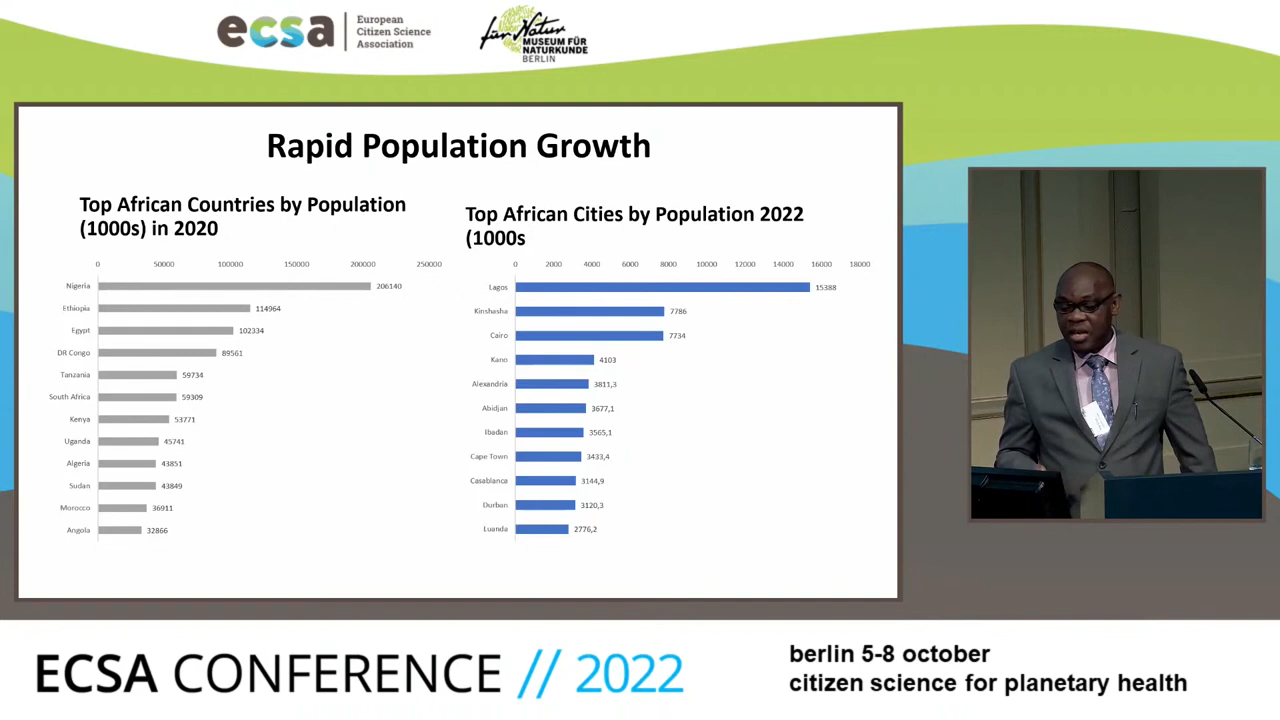 ecsa
European
Citizen Science
Association
für Natur
MUSEUM FÜR
NATURKUNDE
BERLIN
Rapid Population Growth
Top African Countries by Population
(1000s) in 2020
0 50000 100000 150000 200000 250000
Nigeria 206140
Ethiopia 114964
Egypt 102334
DR Congo 89561
Tanzania 59734
South Africa 59309
Kenya 53771
Uganda 45741
Algeria 43851
Sudan 43849
Morocco 36911
Angola 32866
Top African Cities by Population 2022
(1000s
0 2000 4000 6000 8000 10000 12000 14000 16000 18000
Lagos 15388
Kinshasha 7786
Cairo 7734
Kano 4103
Alexandria 3811,3
Abidjan 3677,1
Ibadan 3565,1
Cape Town 3433,4
Casablanca 3144,9
Durban 3120,3
Luanda 2776,2
ECSA CONFERENCE // 2022
berlin 5-8 october
citizen science for planetary health